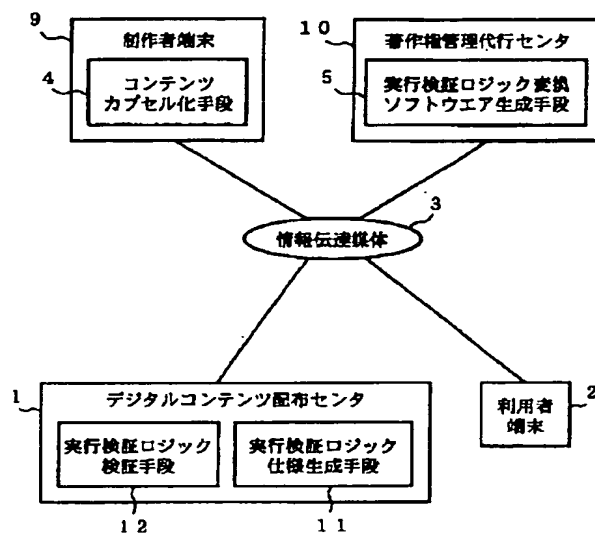 9
制作者端末
4
コンテンツ
カプセル化手段
10
著作権管理代行センタ
5
実行検証ロジック変換
ソフトウエア生成手段
3
情報伝達媒体
1
デジタルコンテンツ配布センタ
実行検証ロジック
検証手段
実行検証ロジック
仕様生成手段
12
11
利用者
端末
2